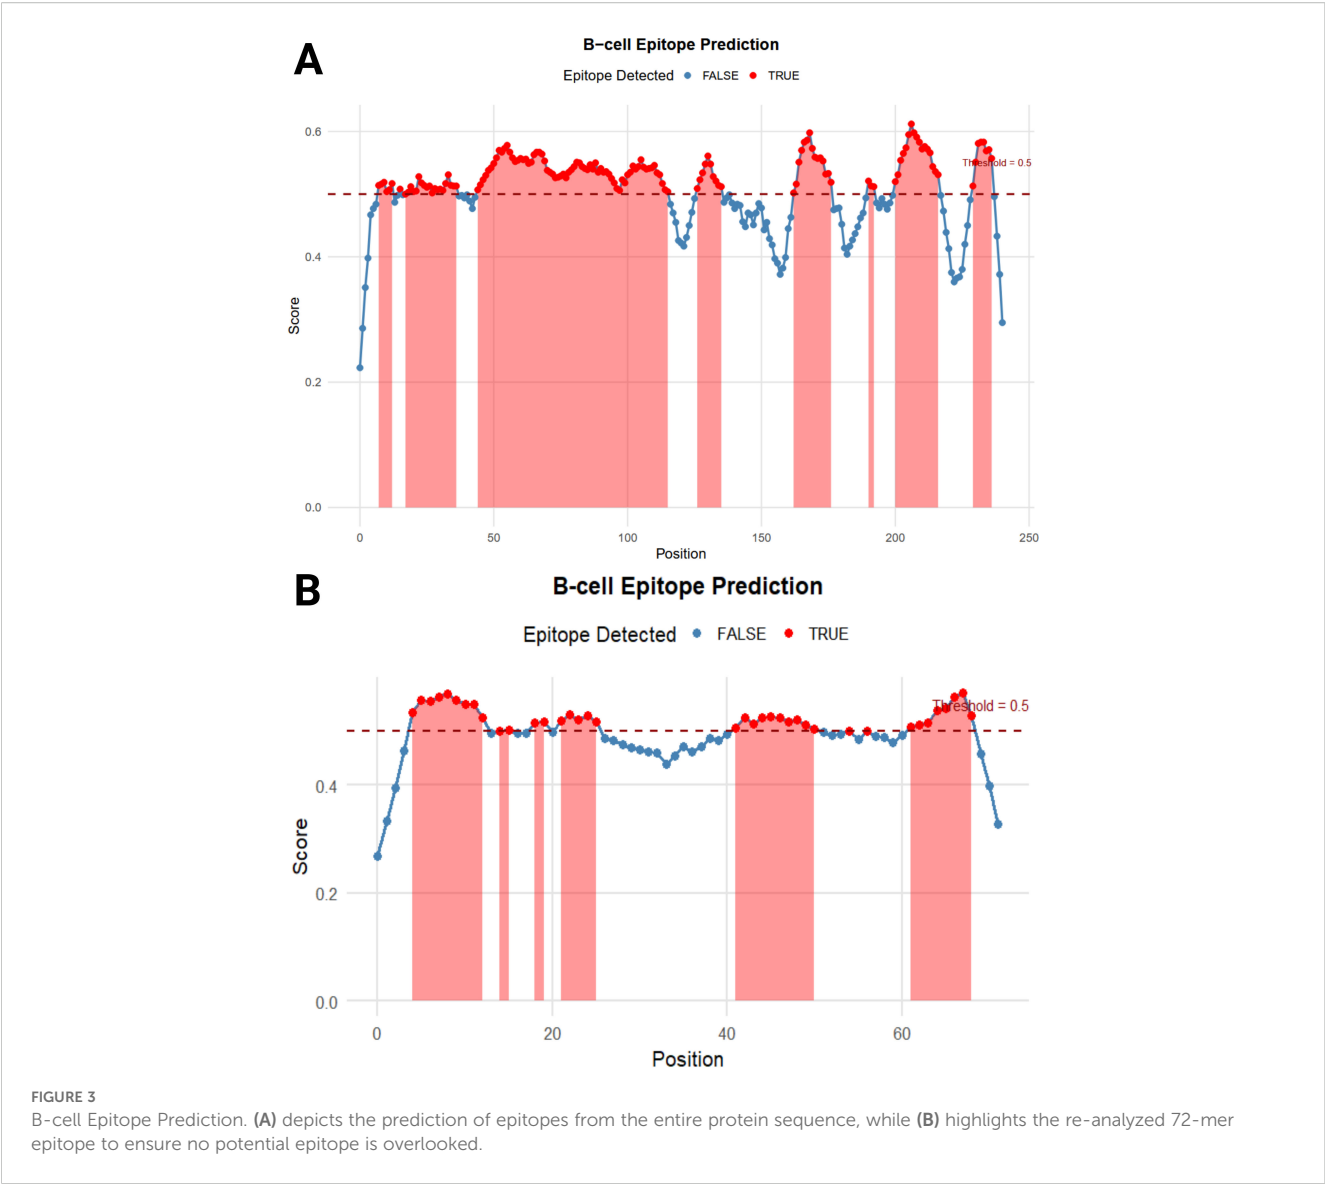 A
B−cell Epitope Prediction
Epitope Detected FALSE TRUE
0.6
Threshold = 0.5
0.4
Score
0.2
0.0
0 50 100 150 200 250
Position
B
B-cell Epitope Prediction
Epitope Detected FALSE TRUE
Threshold = 0.5
0.4
Score
0.2
0.0
0 20 40 60
Position
FIGURE 3
B-cell Epitope Prediction. (A) depicts the prediction of epitopes from the entire protein sequence, while (B) highlights the re-analyzed 72-mer
epitope to ensure no potential epitope is overlooked.